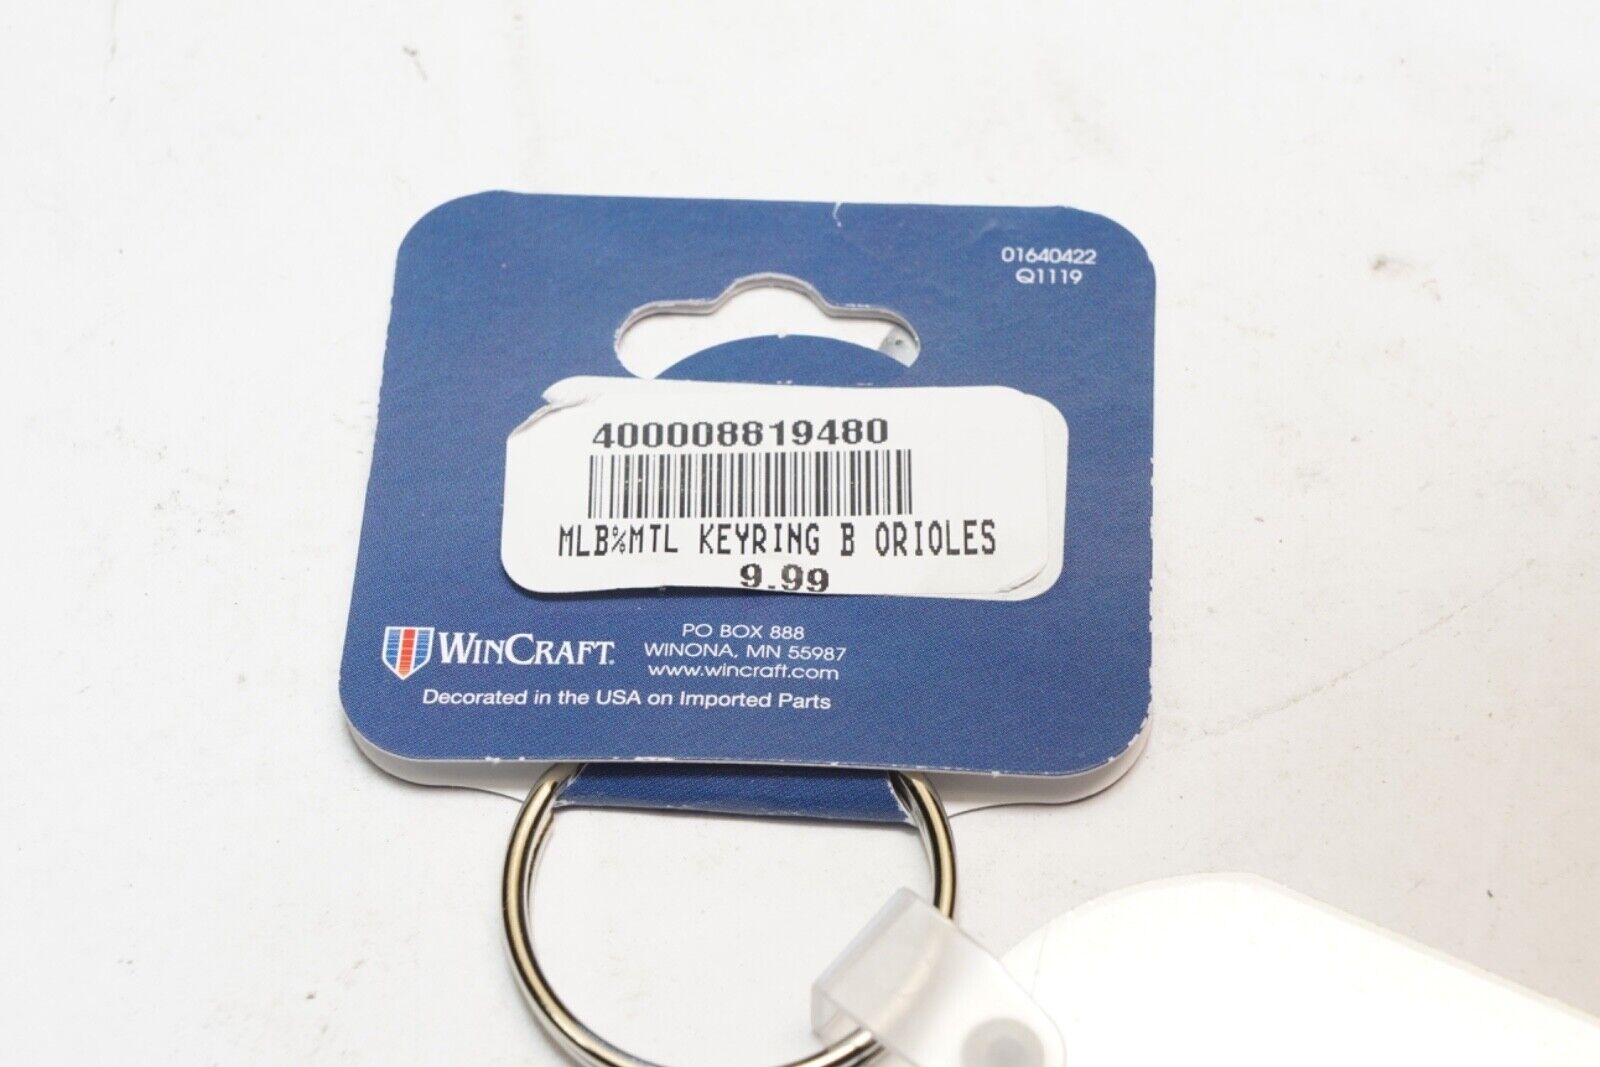 01640422
Q1119
400008819480
MLB%MTL KEYRING B ORIOLES
9.99
WINCRAFT.
PO BOX 888
WINONA, MN 55987
www.wincraft.com
Decorated in the USA on Imported Parts